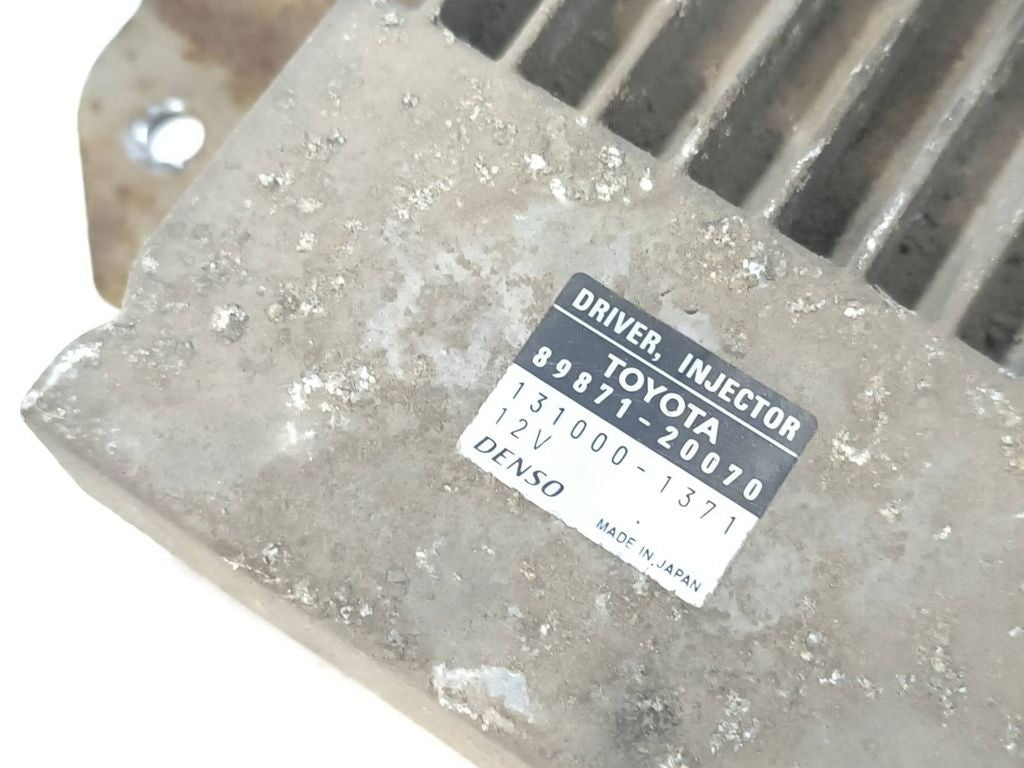 DRIVER, INJECTOR
TOYOTA
89871-20070
131000-1371
12V
DENSO
MADE IN JAPAN